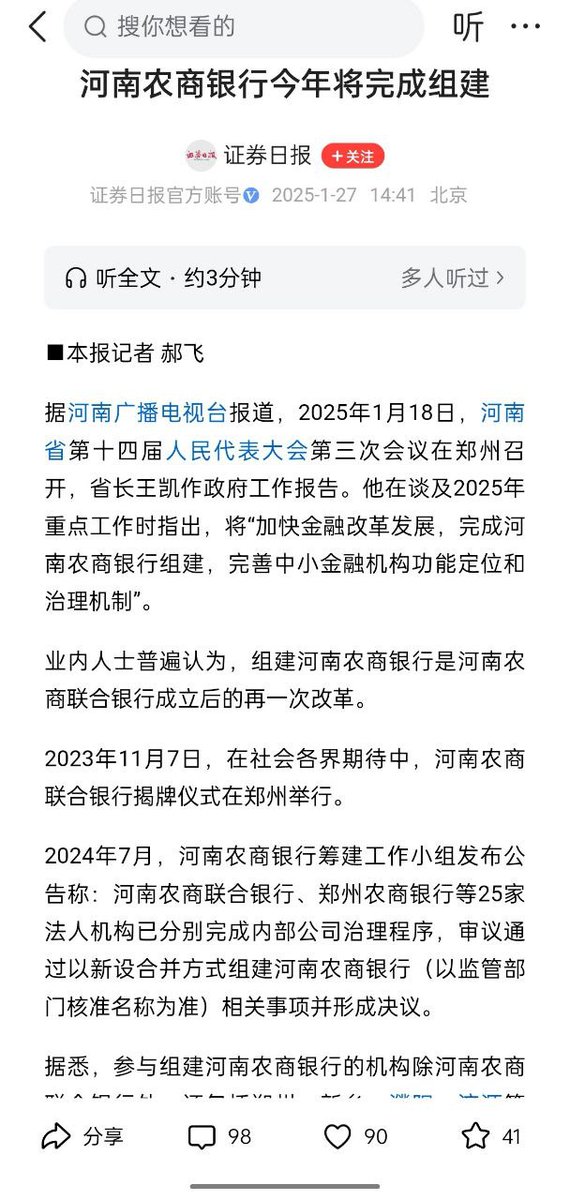 搜你想看的
听
河南农商银行今年将完成组建
证券日报
证券日报
+关注
证券日报官方账号 2025-1-27 14:41 北京
听全文·约3分钟
多人听过
■本报记者 郝飞
据河南广播电视台报道，2025年1月18日，河南
省第十四届人民代表大会第三次会议在郑州召
开，省长王凯作政府工作报告。他在谈及2025年
重点工作时指出，将“加快金融改革发展，完成河
南农商银行组建，完善中小金融机构功能定位和
治理机制”。
业内人士普遍认为，组建河南农商银行是河南农
商联合银行成立后的再一次改革。
2023年11月7日，在社会各界期待中，河南农商
联合银行揭牌仪式在郑州举行。
2024年7月，河南农商银行筹建工作小组发布公
告称：河南农商联合银行、郑州农商银行等25家
法人机构已分别完成内部公司治理程序，审议通
过以新设合并方式组建河南农商银行（以监管部
门核准名称为准）相关事项并形成决议。
据悉，参与组建河南农商银行的机构除河南农商
分享
98
90
41